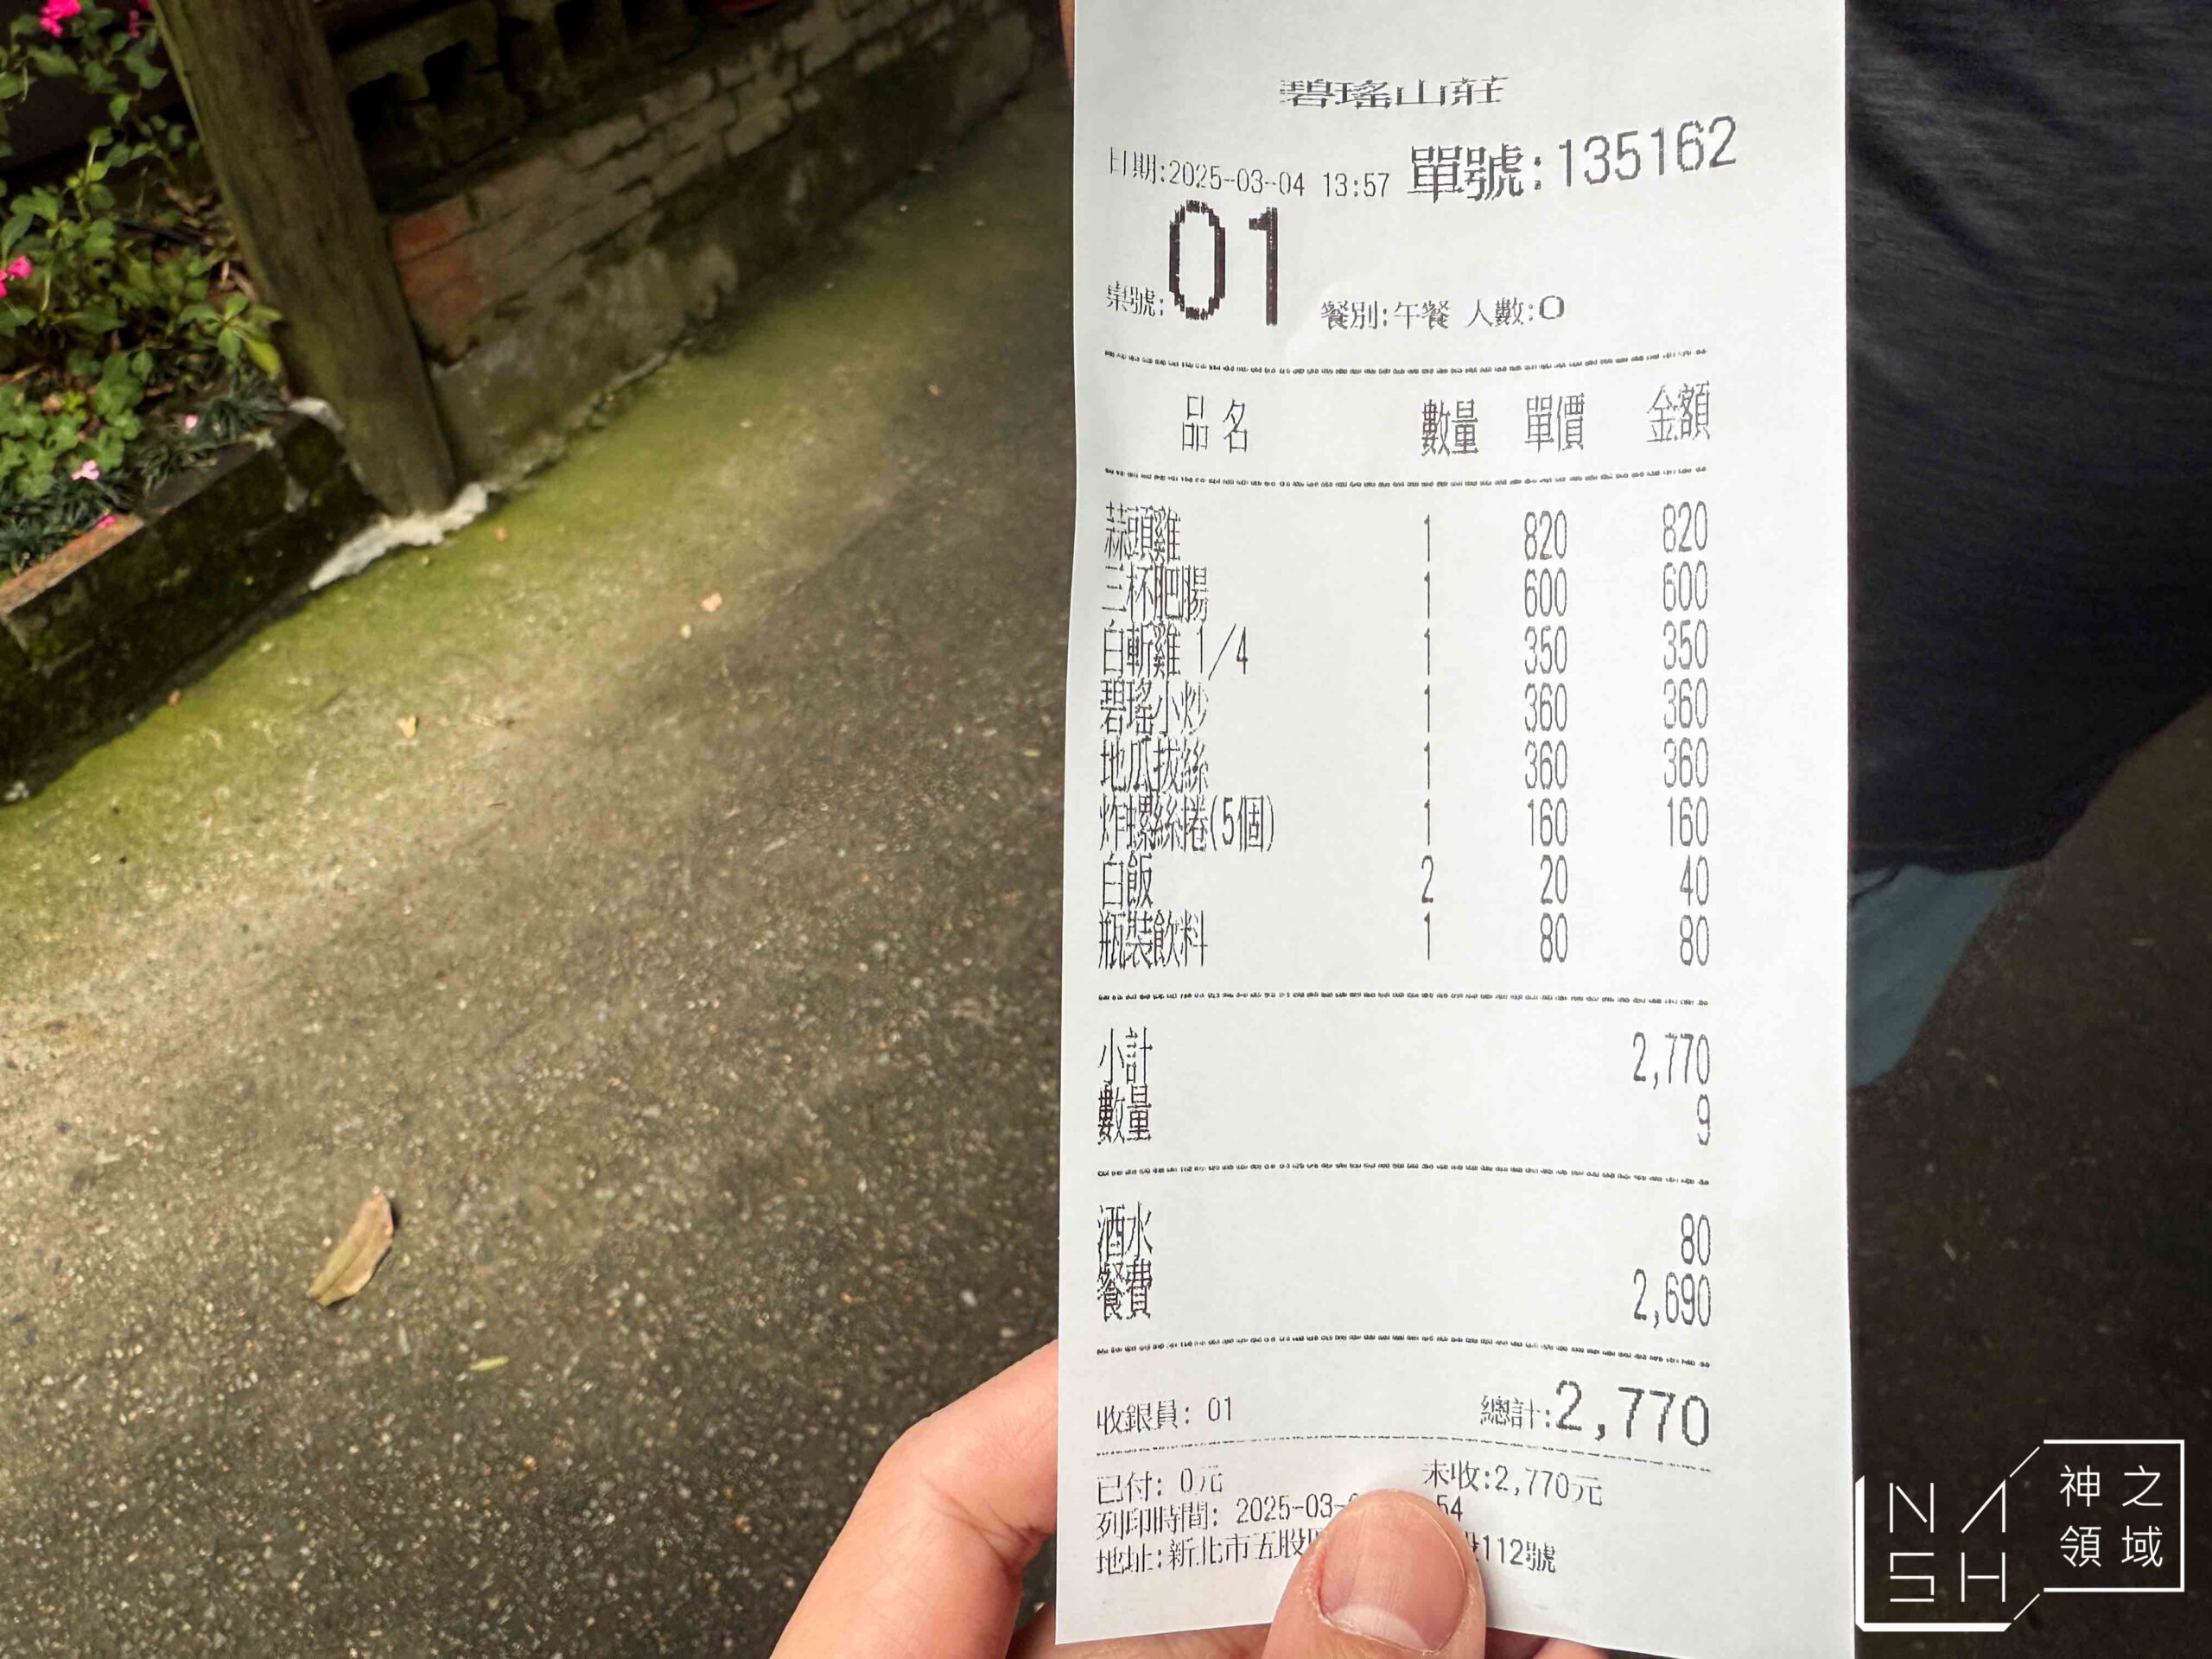 碧瑤山莊
日期:2025-03-04 13:57 單號:135162
桌號:01 餐別:午餐 人數:0
品名 數量 單價 金額
蒜頭雞 1 820 820
三杯肥腸 1 600 600
白斬雞 1/4 1 350 350
碧瑤小炒 1 360 360
地瓜拔絲 1 360 360
炸螺絲捲(5個) 1 160 160
白飯 2 20 40
瓶裝飲料 1 80 80
小計 2,770
數量 9
酒水 80
餐費 2,690
收銀員: 01 總計:2,770
已付: 0元 未收:2,770元
列印時間: 2025-03- 54
地址:新北市五股 112號
NASH
神之
領域